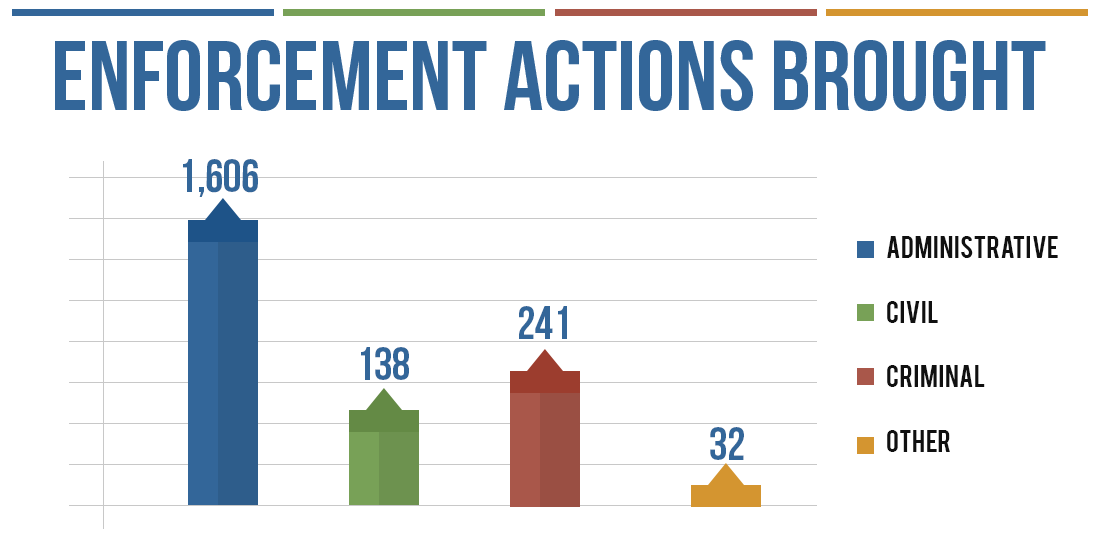 ENFORCEMENT ACTIONS BROUGHT
1,606
138
241
32
ADMINISTRATIVE
CIVIL
CRIMINAL
OTHER